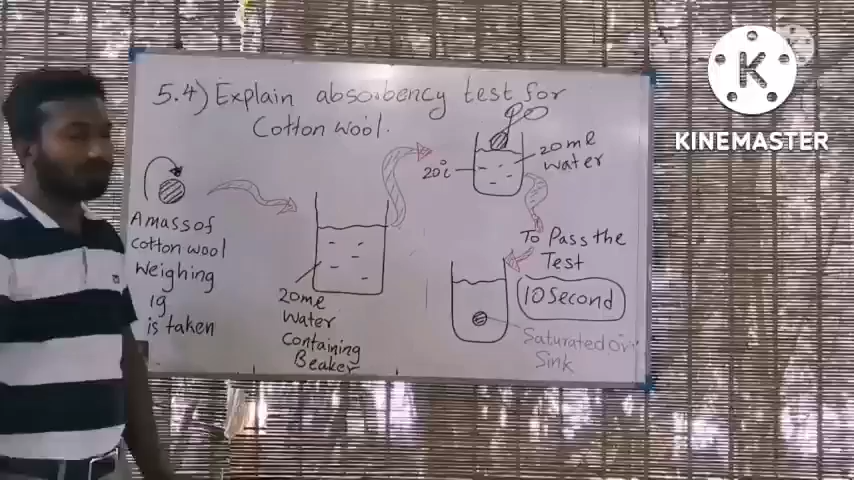 5.4) Explain absorbency test for
Cotton wool.
A mass of
cotton wool
weighing
1g
is taken
20ml
Water
Containing
Beaker
20i
20ml
water
To Pass the
Test
10 Second
Saturated, or
Sink
K
KINEMASTER